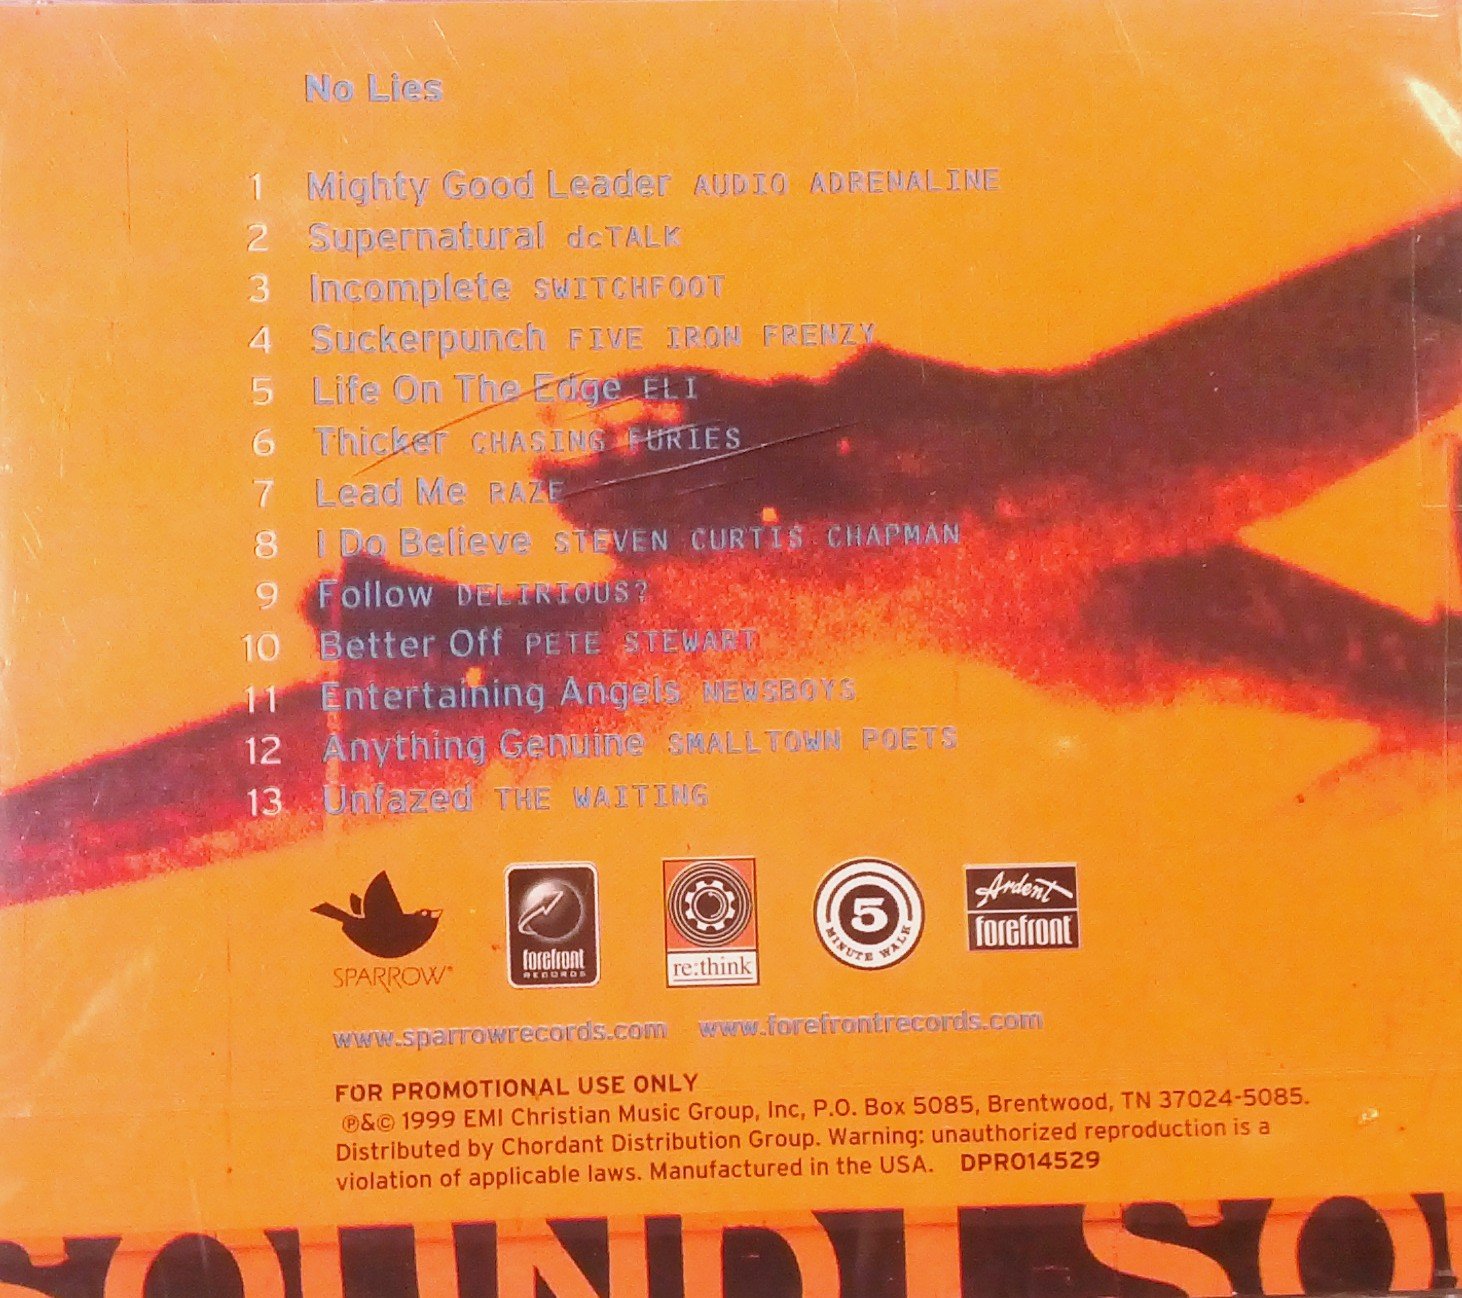 No Lies
1 Mighty Good Leader AUDIO ADRENALINE
2 Supernatural dcTALK
3 Incomplete SWITCHFOOT
4 Suckerpunch FIVE IRON FRENZY
5 Life On The Edge ELI
6 Thicker CHASING FURIES
7 Lead Me RAZE
8 I Do Believe STEVEN CURTIS CHAPMAN
9 Follow DELIRIOUS?
10 Better Off PETE STEWART
11 Entertaining Angels NEWSBOYS
12 Anything Genuine SMALLTOWN POETS
13 Unfazed THE WAITING
SPARROW®
forefront
RECORDS
re:think
5
MINUTE WALK
Ardent
forefront
www.sparrowrecords.com www.forefrontrecords.com
FOR PROMOTIONAL USE ONLY
℗&© 1999 EMI Christian Music Group, Inc, P.O. Box 5085, Brentwood, TN 37024-5085.
Distributed by Chordant Distribution Group. Warning: unauthorized reproduction is a
violation of applicable laws. Manufactured in the USA. DPRO14529